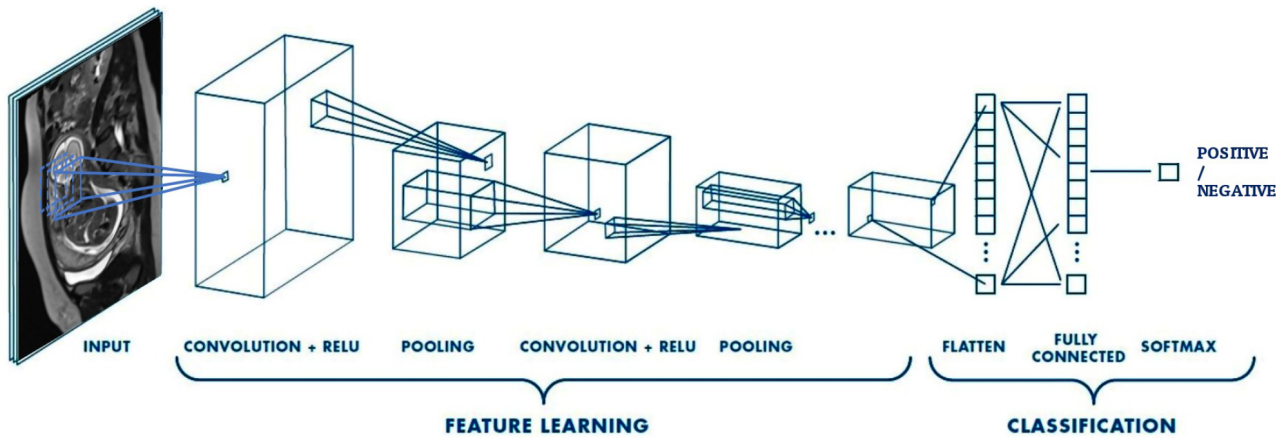 POSITIVE
/
NEGATIVE
...
INPUT
CONVOLUTION + RELU
POOLING
CONVOLUTION + RELU
POOLING
FLATTEN
FULLY
CONNECTED
SOFTMAX
FEATURE LEARNING
CLASSIFICATION